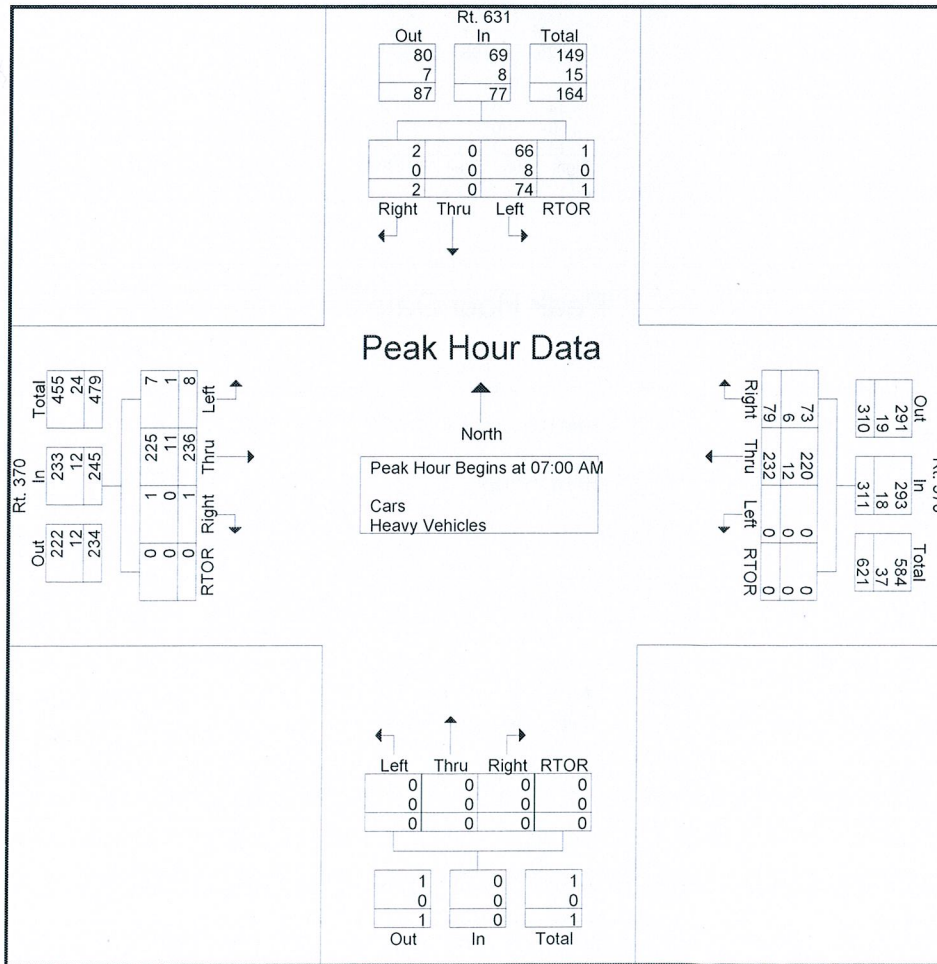 Rt. 631
Out In Total
80 69 149
7 8 15
87 77 164
2 0 66 1
0 0 8 0
2 0 74 1
Right Thru Left RTOR
Peak Hour Data
North
Peak Hour Begins at 07:00 AM
Cars
Heavy Vehicles
Rt. 370
Out In Total
222 233 455
12 12 24
234 245 479
7 225 1 0
1 11 0 0
8 236 1 0
Left Thru Right RTOR
Out In Total
291 293 584
19 18 37
310 311 621
73 220 0 0
6 12 0 0
79 232 0 0
Right Thru Left RTOR
Left Thru Right RTOR
0 0 0 0
0 0 0 0
0 0 0 0
1 0 1
0 0 0
1 0 1
Out In Total